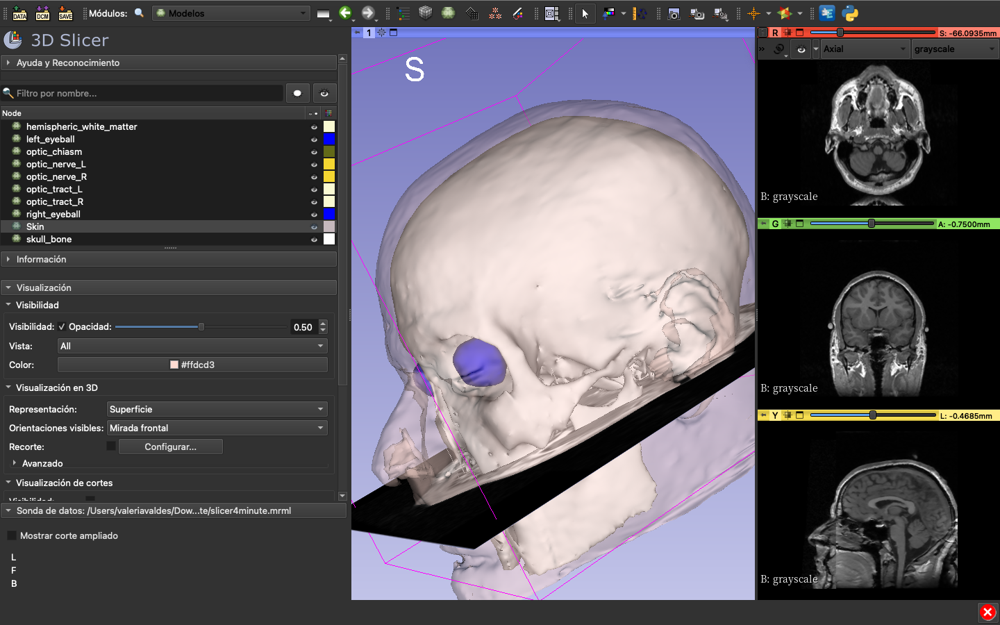 DATA
DCM
SAVE
Módulos:
Modelos
3D Slicer
Ayuda y Reconocimiento
Filtro por nombre...
Node
hemispheric_white_matter
left_eyeball
optic_chiasm
optic_nerve_L
optic_nerve_R
optic_tract_L
optic_tract_R
right_eyeball
Skin
skull_bone
Información
Visualización
Visibilidad
Visibilidad:
Opacidad:
0.50
Vista:
All
Color:
#ffdcd3
Visualización en 3D
Representación:
Superficie
Orientaciones visibles:
Mirada frontal
Recorte:
Configurar...
Avanzado
Visualización de cortes
Visibilidad:
Sonda de datos: /Users/valeriavaldes/Dow...te/slicer4minute.mrml
Mostrar corte ampliado
L
F
B
1
S
R
S: -66.0935mm
»
Axial
grayscale
B: grayscale
G
A: -0.7500mm
B: grayscale
Y
L: -0.4685mm
B: grayscale